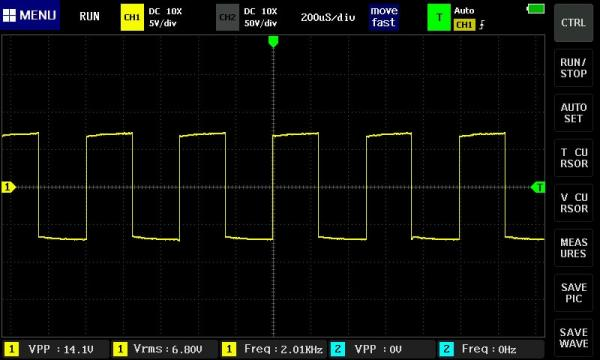 MENU RUN CH1 DC 10X 5V/div CH2 DC 10X 50V/div 200uS/div move fast T Auto CH1
CTRL
RUN/
STOP
AUTO
SET
T CU
RSOR
V CU
RSOR
MEAS
URES
SAVE
PIC
SAVE
WAVE
1
T
1 VPP :14.1V 1 Vrms:6.80V 1 Freq:2.01KHz 2 VPP :0V 2 Freq:0Hz